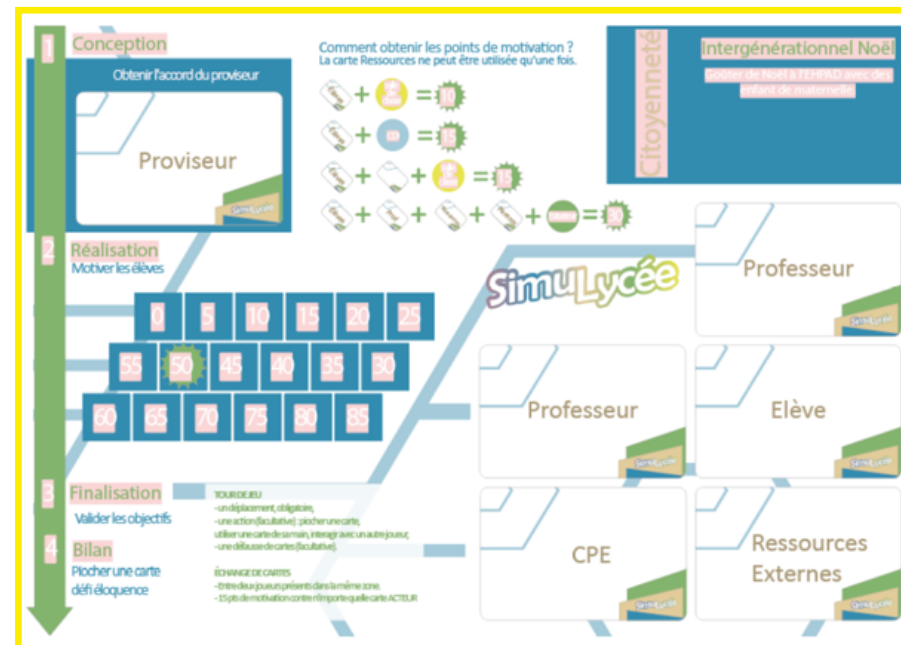 1
Conception
Obtenir l'accord du proviseur
Proviseur
SimuLycée
Comment obtenir les points de motivation ?
La carte Ressources ne peut être utilisée qu'une fois.
+ = 10
+ = 15
+ + = 15
+ + + + = 30
Citoyenneté
Intergénérationnel Noël
Goûter de Noël à l'EHPAD avec des
enfant de maternelle.
2
Réalisation
Motiver les élèves
0 5 10 15 20 25
55 50 45 40 35 30
60 65 70 75 80 85
SimuLycée
Professeur
SimuLycée
Professeur
SimuLycée
Elève
SimuLycée
CPE
SimuLycée
Ressources
Externes
SimuLycée
3
Finalisation
Valider les objectifs
4
Bilan
Piocher une carte
défi éloquence
TOUR DE JEU
- un déplacement, obligatoire,
- une action (facultative) : piocher une carte,
utiliser une carte de sa main, interagir avec un autre joueur,
- une défausse de cartes (facultative).
ÉCHANGE DE CARTES
- Entre deux joueurs présents dans la même zone.
- 15 pts de motivation contre n'importe quelle carte ACTEUR